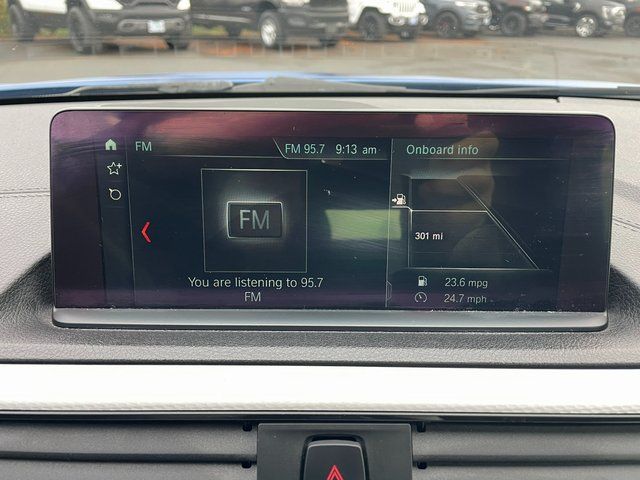 FM
FM 95.7 9:13 am
Onboard info
FM
301 mi
You are listening to 95.7
FM
23.6 mpg
24.7 mph